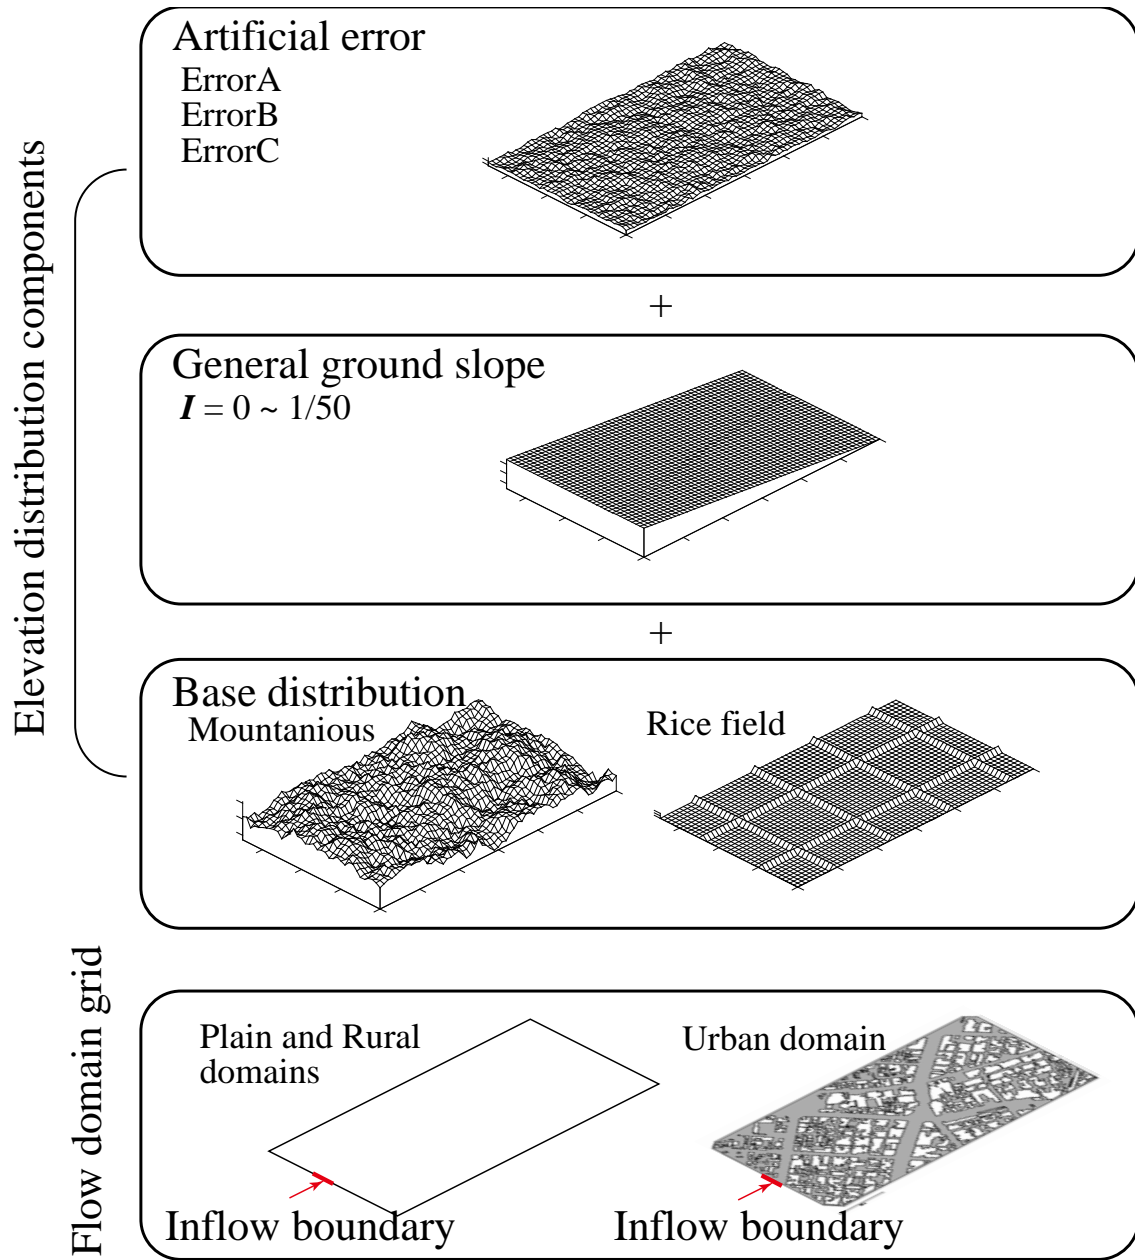 Artificial error
ErrorA
ErrorB
ErrorC
Elevation distribution components
+
General ground slope
I = 0 ~ 1/50
+
Base distribution
Mountanious
Rice field
Flow domain grid
Plain and Rural
domains
Urban domain
Inflow boundary
Inflow boundary